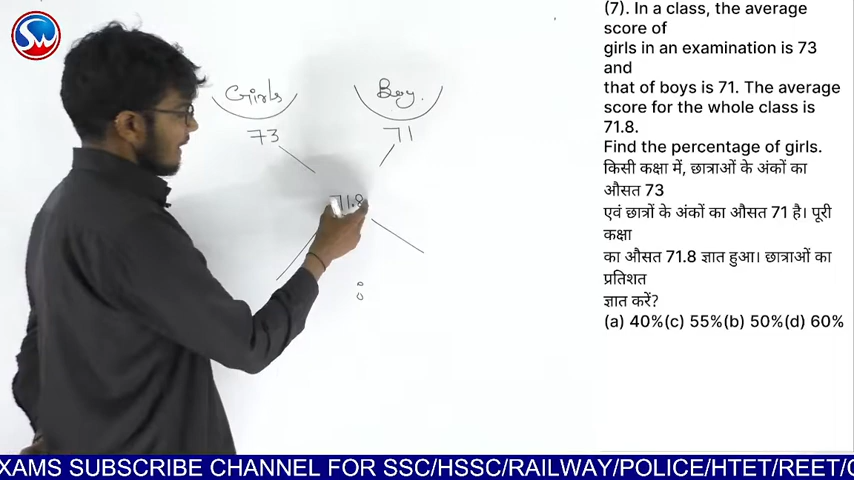 SW
(7). In a class, the average
score of
girls in an examination is 73
and
that of boys is 71. The average
score for the whole class is
71.8.
Find the percentage of girls.
किसी कक्षा में, छात्राओं के अंकों का
औसत 73
एवं छात्रों के अंकों का औसत 71 है। पूरी
कक्षा
का औसत 71.8 ज्ञात हुआ। छात्राओं का
प्रतिशत
ज्ञात करें?
(a) 40%(c) 55%(b) 50%(d) 60%
Girls Boy.
73 71
71.8
:
EXAMS SUBSCRIBE CHANNEL FOR SSC/HSSC/RAILWAY/POLICE/HTET/REET/